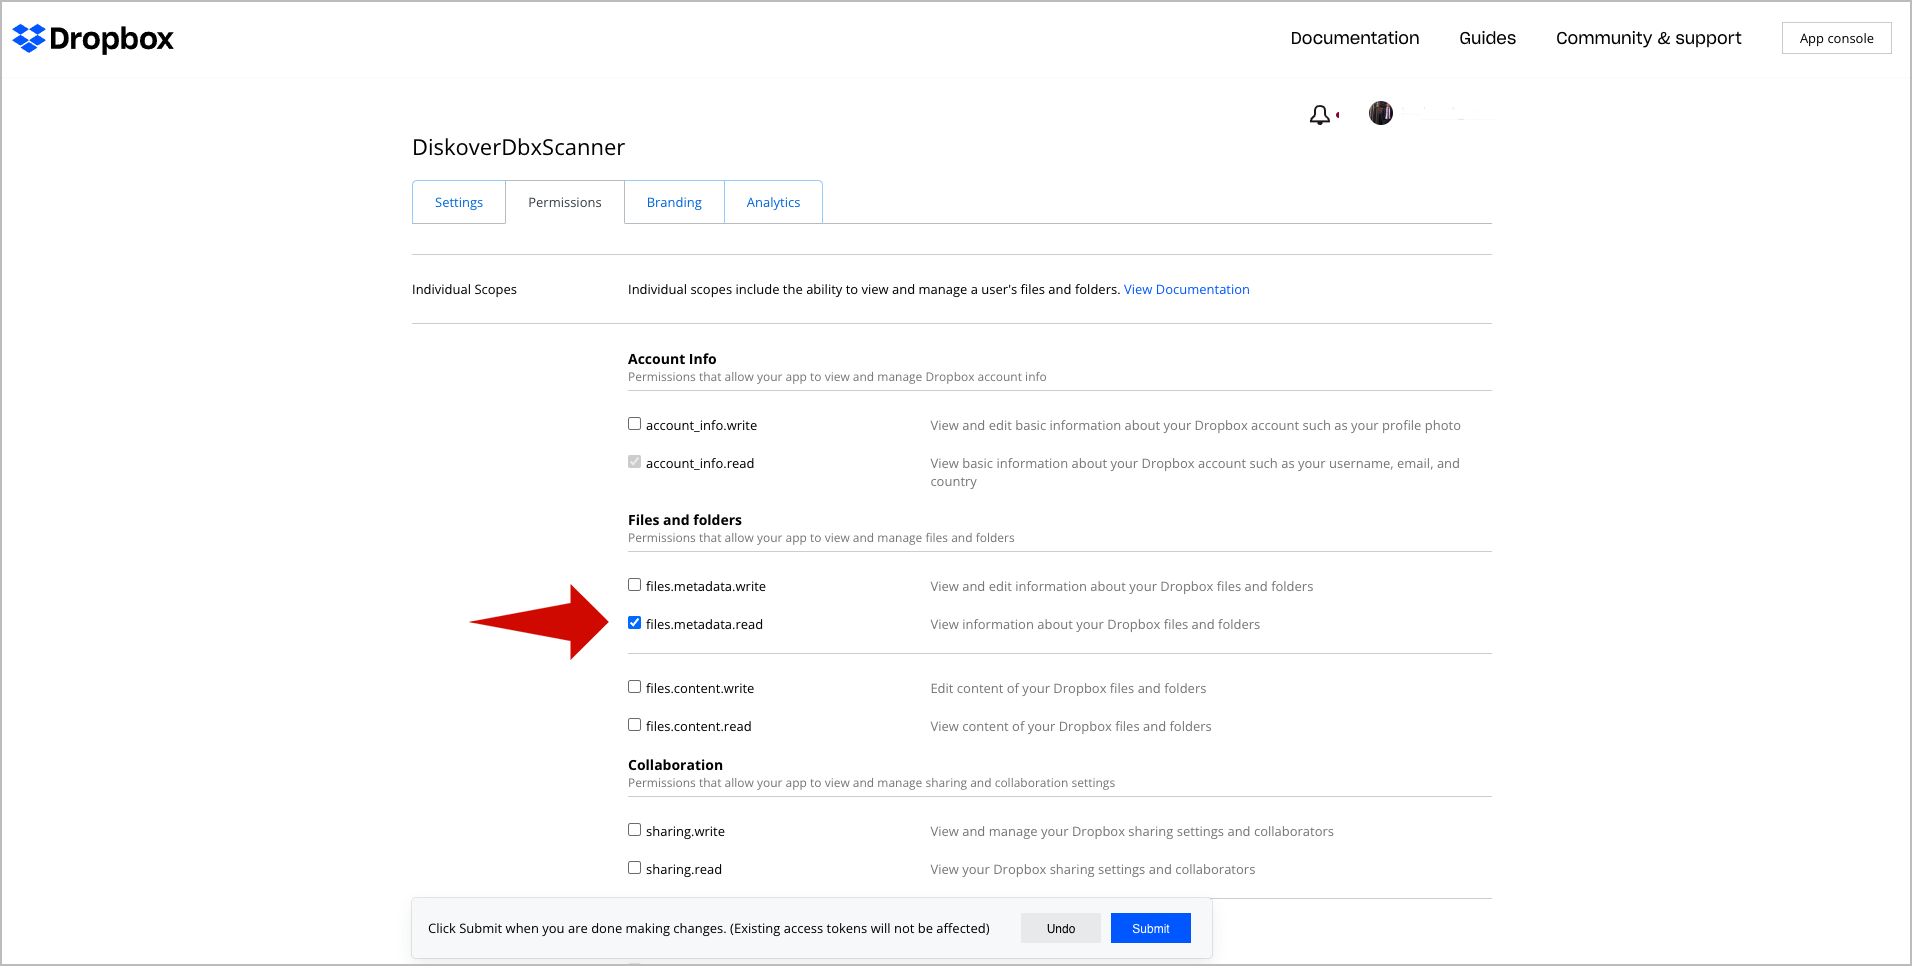 Dropbox
Documentation
Guides
Community & support
App console
DiskoverDbxScanner
Settings
Permissions
Branding
Analytics
Individual Scopes
Individual scopes include the ability to view and manage a user's files and folders. View Documentation
Account Info
Permissions that allow your app to view and manage Dropbox account info
account_info.write
View and edit basic information about your Dropbox account such as your profile photo
account_info.read
View basic information about your Dropbox account such as your username, email, and
country
Files and folders
Permissions that allow your app to view and manage files and folders
files.metadata.write
View and edit information about your Dropbox files and folders
files.metadata.read
View information about your Dropbox files and folders
files.content.write
Edit content of your Dropbox files and folders
files.content.read
View content of your Dropbox files and folders
Collaboration
Permissions that allow your app to view and manage sharing and collaboration settings
sharing.write
View and manage your Dropbox sharing settings and collaborators
sharing.read
View your Dropbox sharing settings and collaborators
Click Submit when you are done making changes. (Existing access tokens will not be affected)
Undo
Submit